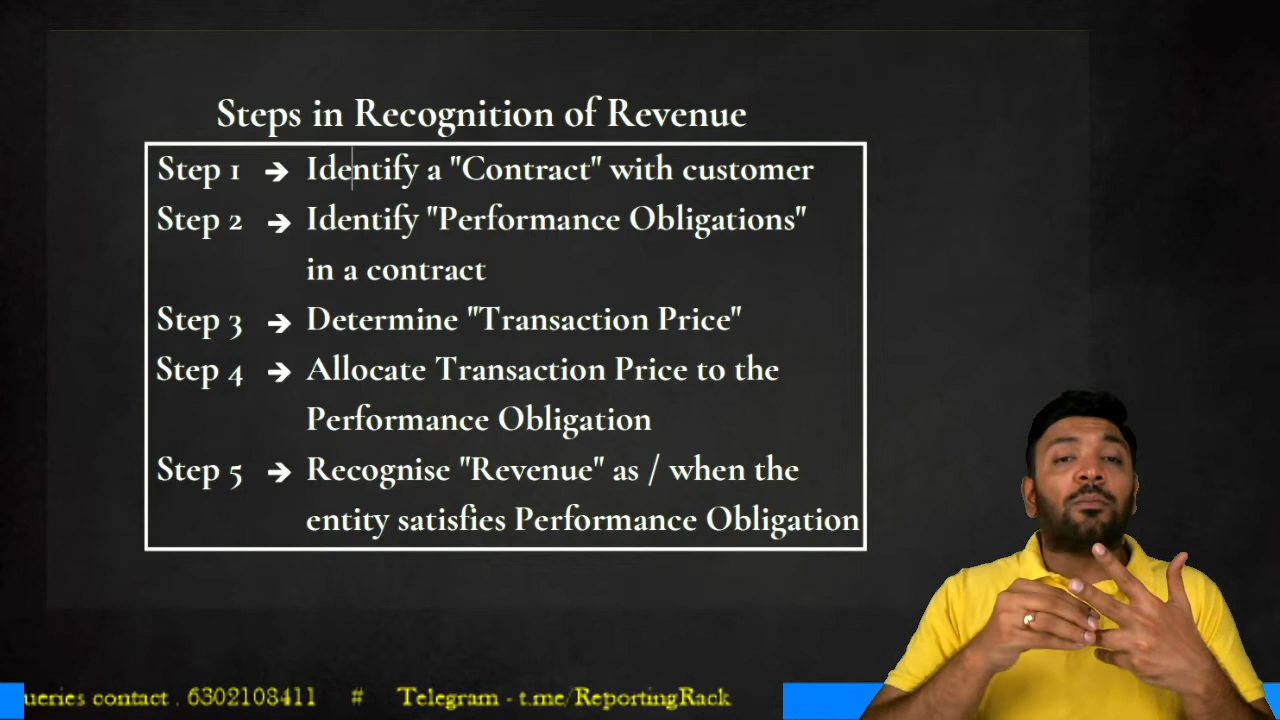 Steps in Recognition of Revenue
Step 1 ➔ Identify a "Contract" with customer
Step 2 ➔ Identify "Performance Obligations"
in a contract
Step 3 ➔ Determine "Transaction Price"
Step 4 ➔ Allocate Transaction Price to the
Performance Obligation
Step 5 ➔ Recognise "Revenue" as / when the
entity satisfies Performance Obligation
ueries contact . 6302108411 # Telegram - t.me/ReportingRack